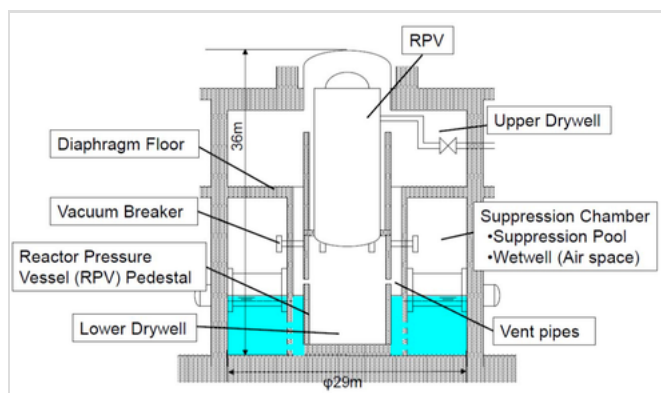 RPV
36m
Upper Drywell
Diaphragm Floor
Vacuum Breaker
Suppression Chamber
•Suppression Pool
•Wetwell (Air space)
Reactor Pressure
Vessel (RPV) Pedestal
Lower Drywell
Vent pipes
φ29m